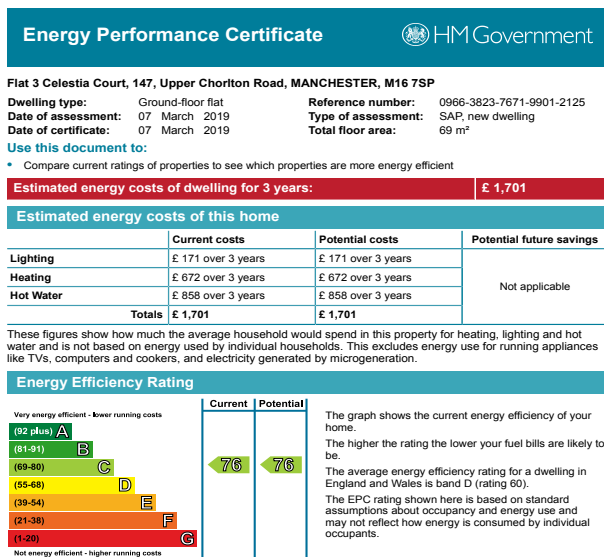 Energy Performance Certificate
HM Government
Flat 3 Celestia Court, 147, Upper Chorlton Road, MANCHESTER, M16 7SP
Dwelling type: Ground-floor flat Reference number: 0966-3823-7671-9901-2125
Date of assessment: 07 March 2019 Type of assessment: SAP, new dwelling
Date of certificate: 07 March 2019 Total floor area: 69 m²
Use this document to:
• Compare current ratings of properties to see which properties are more energy efficient
Estimated energy costs of dwelling for 3 years: £ 1,701
Estimated energy costs of this home
Current costs Potential costs Potential future savings
Lighting £ 171 over 3 years £ 171 over 3 years
Heating £ 672 over 3 years £ 672 over 3 years
Not applicable
Hot Water £ 858 over 3 years £ 858 over 3 years
Totals £ 1,701 £ 1,701
These figures show how much the average household would spend in this property for heating, lighting and hot
water and is not based on energy used by individual households. This excludes energy use for running appliances
like TVs, computers and cookers, and electricity generated by microgeneration.
Energy Efficiency Rating
Current Potential
Very energy efficient - lower running costs
(92 plus) A
(81-91) B
(69-80) C 76 76
(55-68) D
(39-54) E
(21-38) F
(1-20) G
Not energy efficient - higher running costs
The graph shows the current energy efficiency of your
home.
The higher the rating the lower your fuel bills are likely to
be.
The average energy efficiency rating for a dwelling in
England and Wales is band D (rating 60).
The EPC rating shown here is based on standard
assumptions about occupancy and energy use and
may not reflect how energy is consumed by individual
occupants.